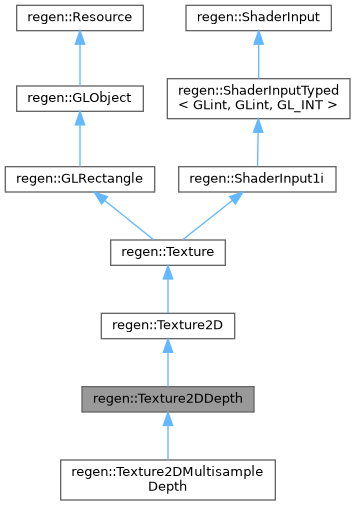 regen::Resource
regen::ShaderInput
regen::GLObject
regen::ShaderInputTyped
< GLint, GLint, GL_INT >
regen::GLRectangle
regen::ShaderInput1i
regen::Texture
regen::Texture2D
regen::Texture2DDepth
regen::Texture2DMultisample
Depth